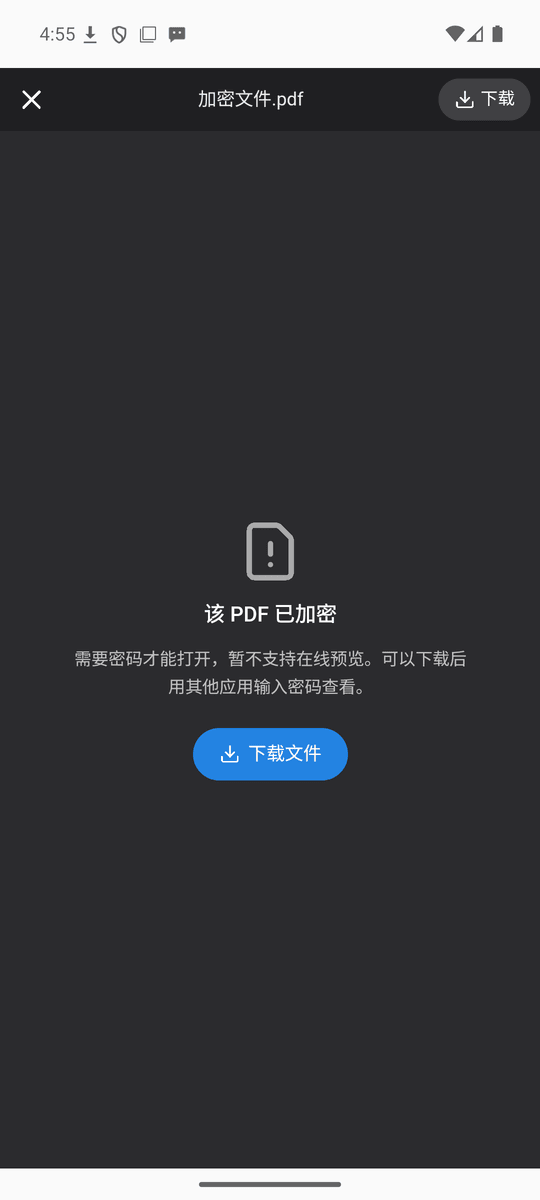 4:55
加密文件.pdf
下载
该 PDF 已加密
需要密码才能打开，暂不支持在线预览。可以下载后
用其他应用输入密码查看。
下载文件